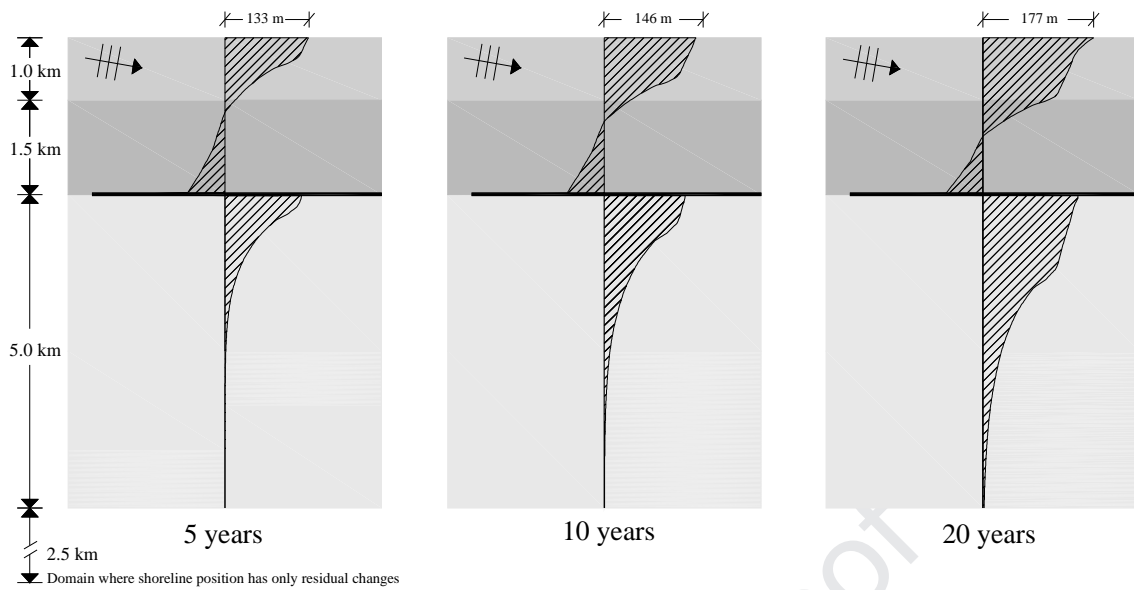 133 m
146 m
177 m
1.0 km
1.5 km
5.0 km
5 years
10 years
20 years
2.5 km
Domain where shoreline position has only residual changes
of